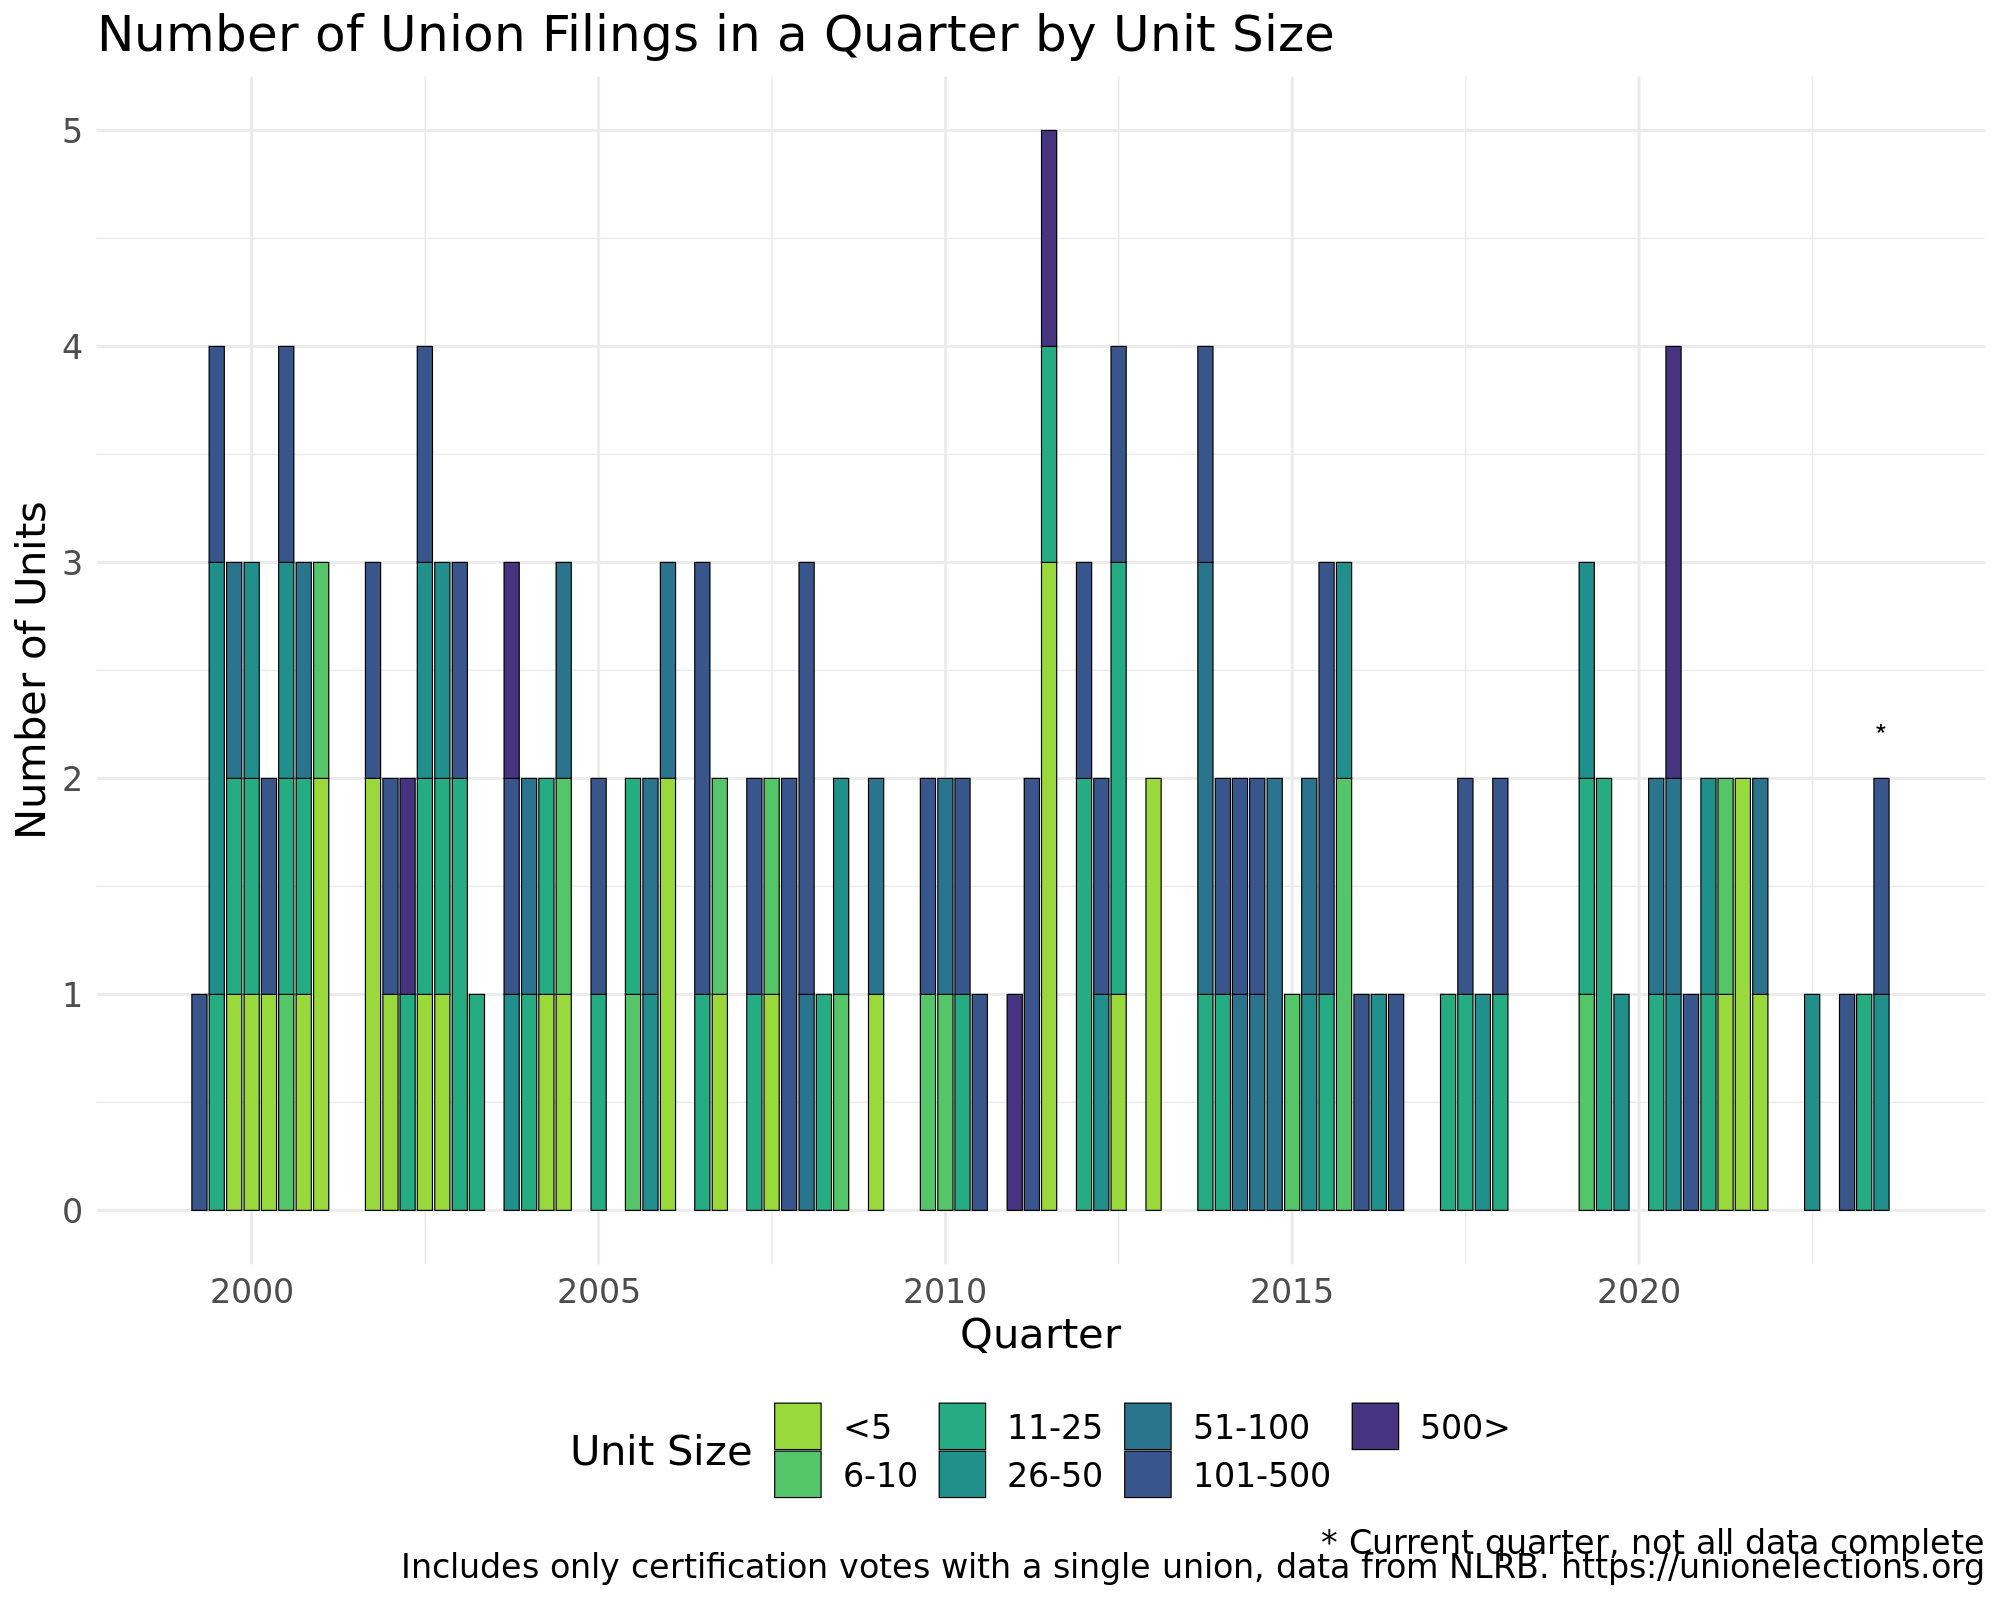 Number of Union Filings in a Quarter by Unit Size
5
4
3
2
1
0
Number of Units
*
2000 2005 2010 2015 2020
Quarter
Unit Size
<5 11-25 51-100 500>
6-10 26-50 101-500
* Current quarter, not all data complete
Includes only certification votes with a single union, data from NLRB. https://unionelections.org